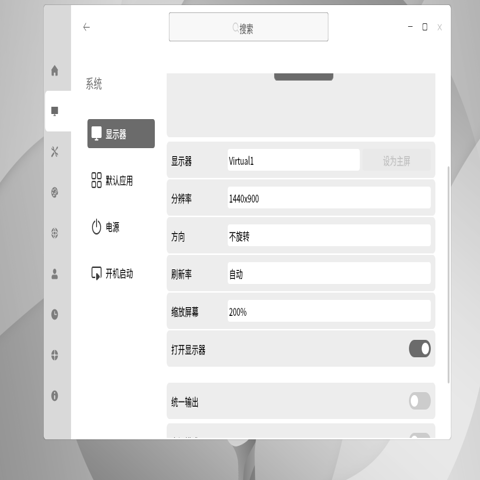 搜索
系统
显示器
默认应用
电源
开机启动
显示器 Virtual1 设为主屏
分辨率 1440x900
方向 不旋转
刷新率 自动
缩放屏幕 200%
打开显示器
统一输出